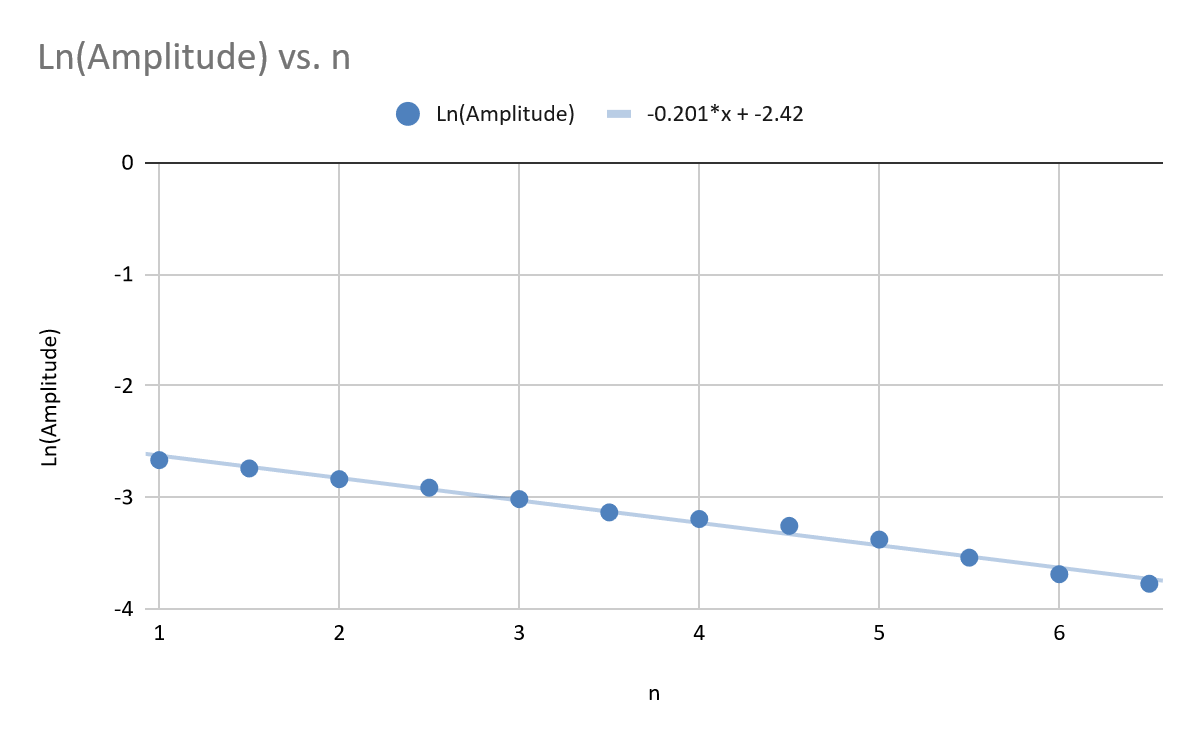 Ln(Amplitude) vs. n
Ln(Amplitude)
-0.201*x + -2.42
0
-1
-2
-3
-4
Ln(Amplitude)
1
2
3
4
5
6
n